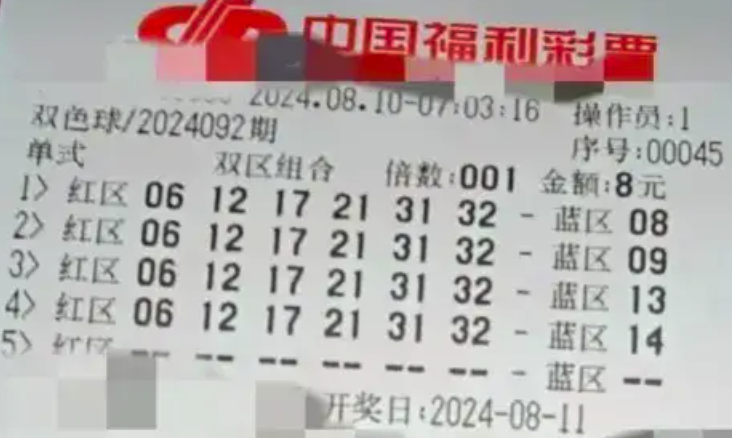 中国福利彩票
2024.08.10-07:03:16 操作员:1
双色球/2024092期 序号:00045
单式 双区组合 倍数:001 金额:8元
1> 红区 06 12 17 21 31 32 - 蓝区 08
2> 红区 06 12 17 21 31 32 - 蓝区 09
3> 红区 06 12 17 21 31 32 - 蓝区 13
4> 红区 06 12 17 21 31 32 - 蓝区 14
5> 红区 -- -- -- -- -- -- - 蓝区 --
开奖日:2024-08-11